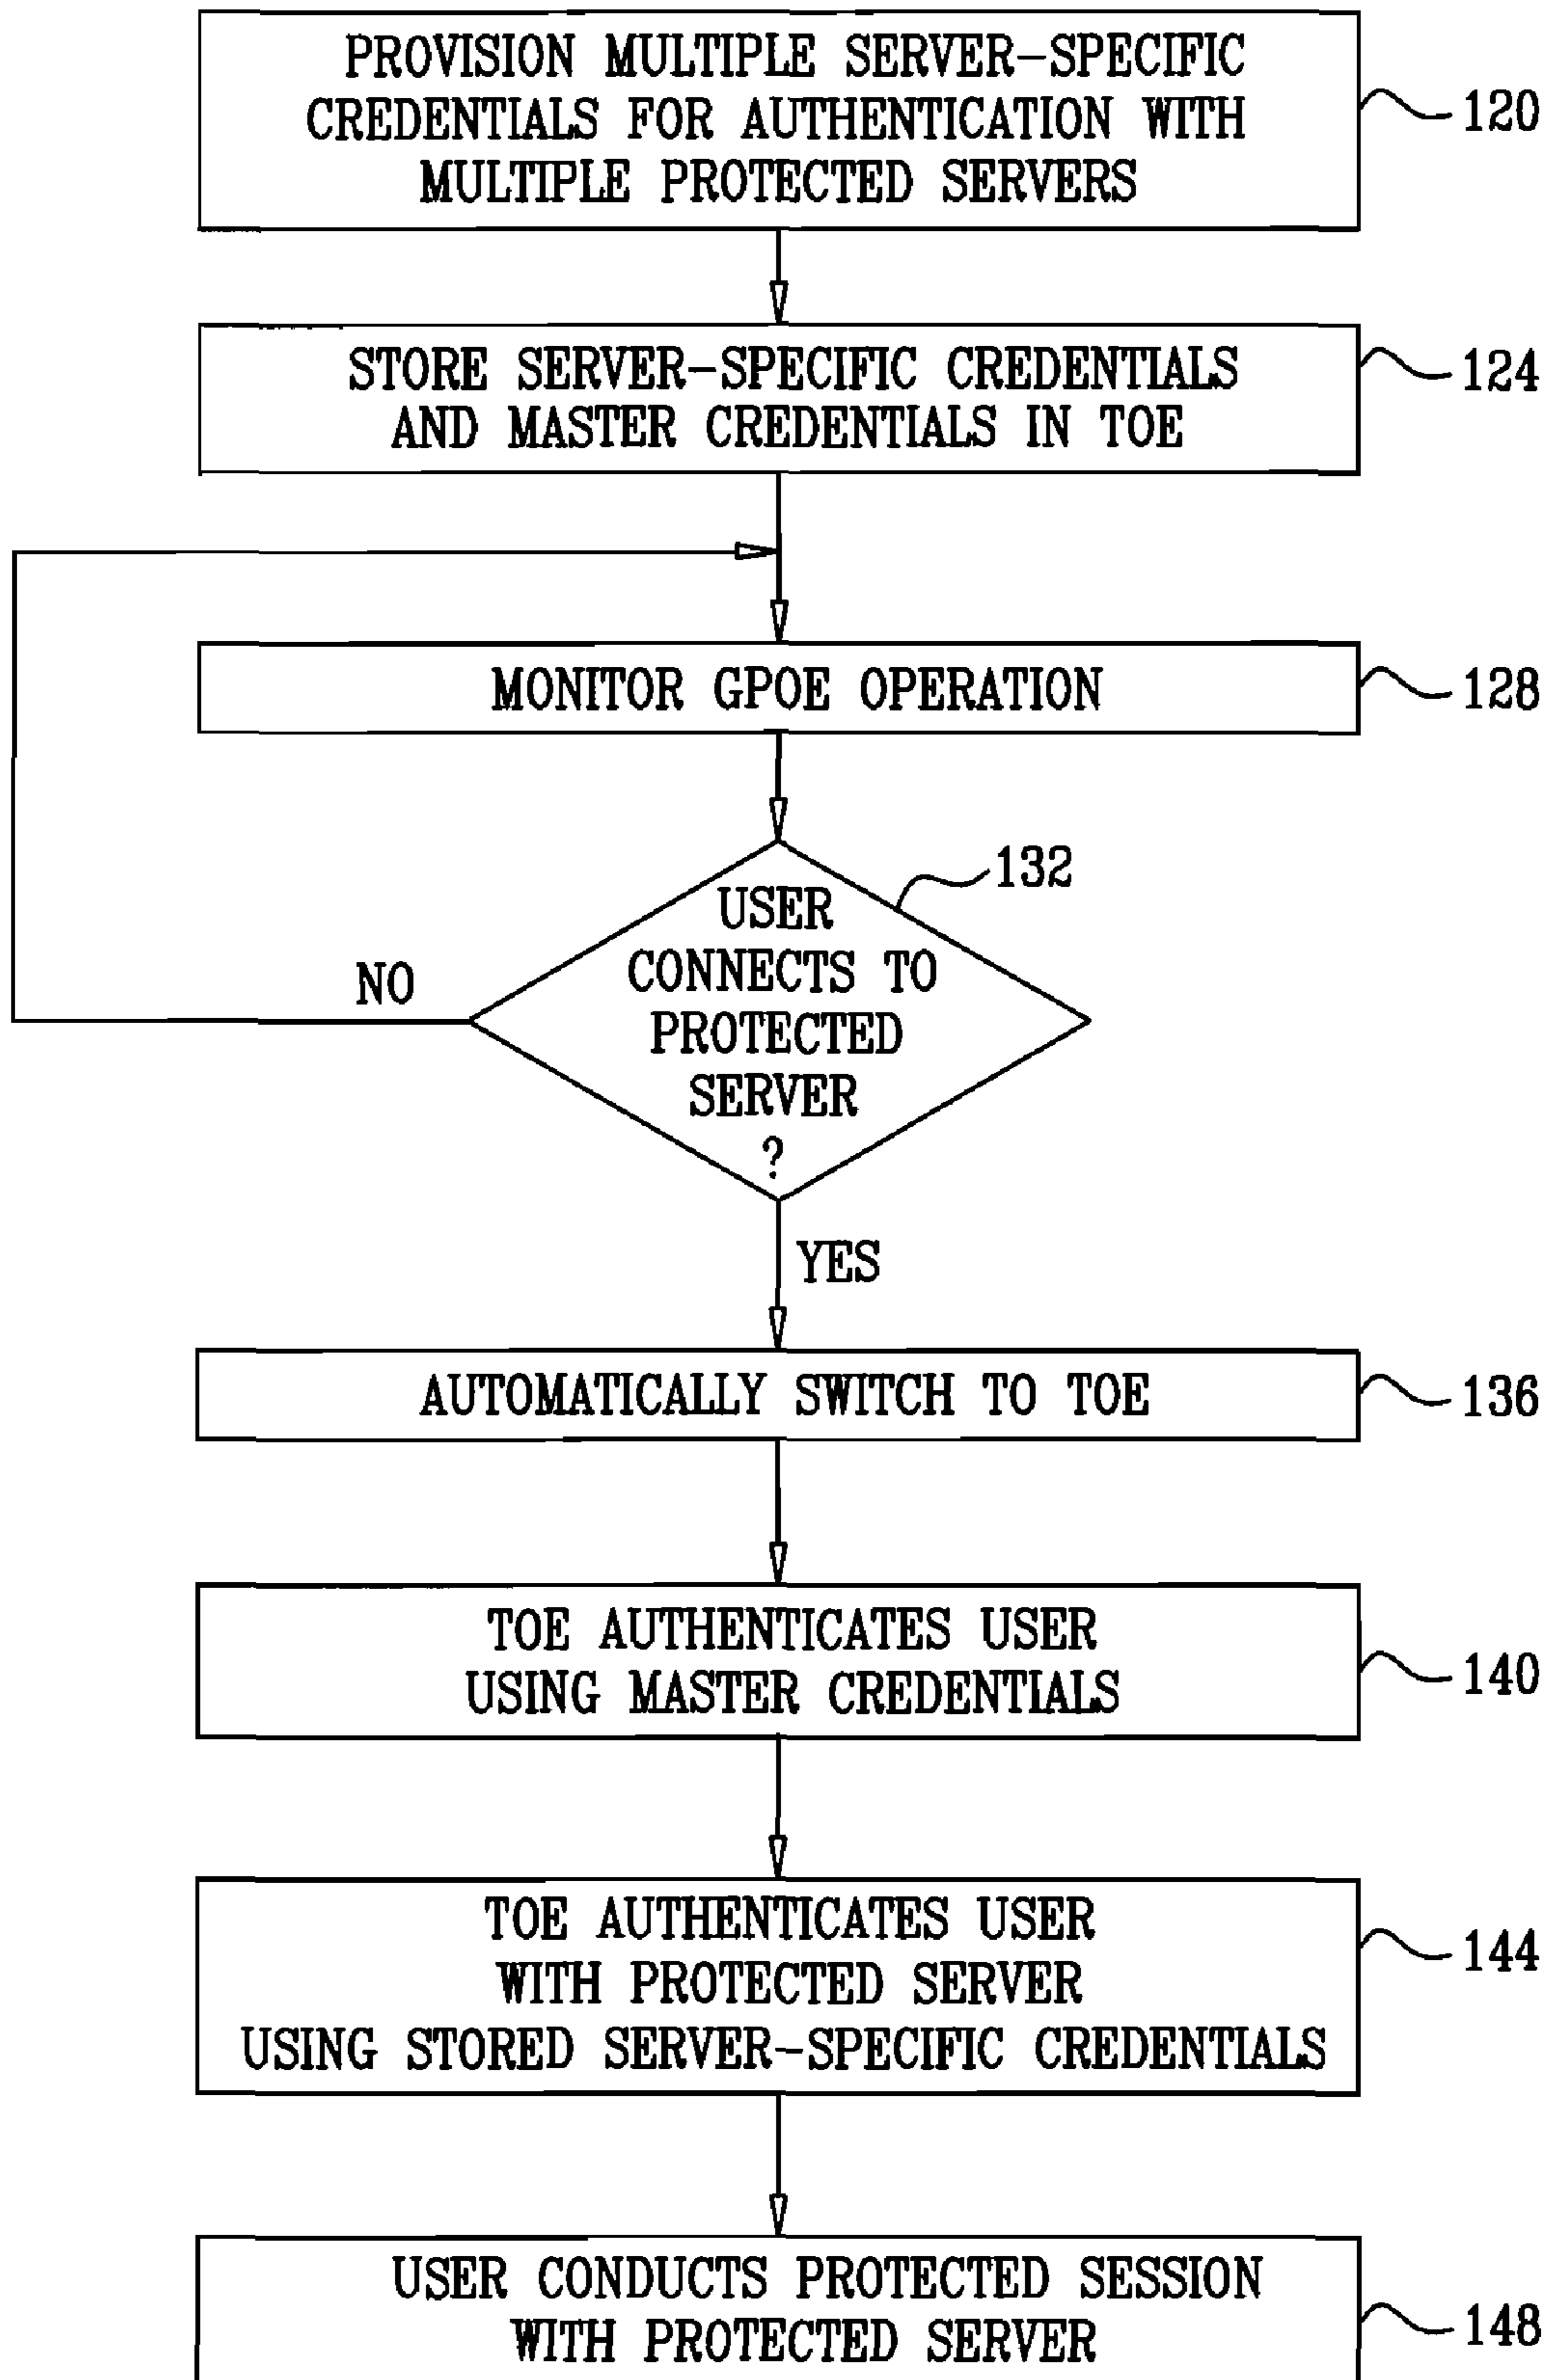 PROVISION MULTIPLE SERVER-SPECIFIC
CREDENTIALS FOR AUTHENTICATION WITH
MULTIPLE PROTECTED SERVERS
120
STORE SERVER-SPECIFIC CREDENTIALS
AND MASTER CREDENTIALS IN TOE
124
MONITOR GPOE OPERATION
128
132
USER
CONNECTS TO
PROTECTED
SERVER
?
NO
YES
AUTOMATICALLY SWITCH TO TOE
136
TOE AUTHENTICATES USER
USING MASTER CREDENTIALS
140
TOE AUTHENTICATES USER
WITH PROTECTED SERVER
USING STORED SERVER-SPECIFIC CREDENTIALS
144
USER CONDUCTS PROTECTED SESSION
WITH PROTECTED SERVER
148